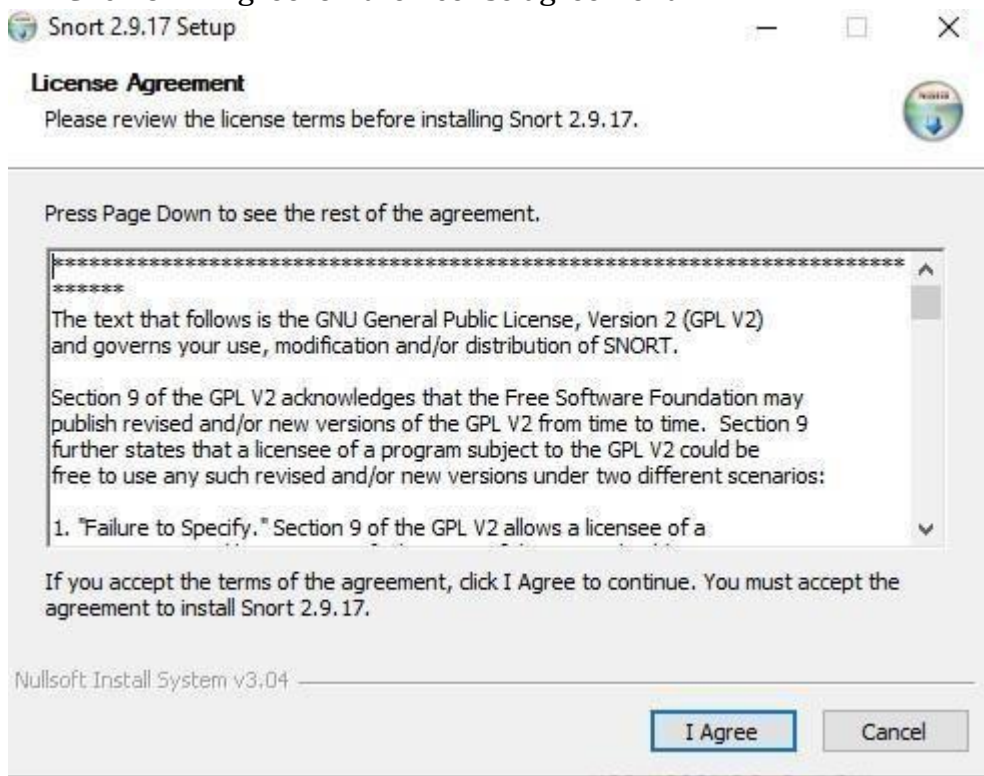 Snort 2.9.17 Setup
License Agreement
Please review the license terms before installing Snort 2.9.17.
Press Page Down to see the rest of the agreement.
***************************************************************************
******
The text that follows is the GNU General Public License, Version 2 (GPL V2)
and governs your use, modification and/or distribution of SNORT.
Section 9 of the GPL V2 acknowledges that the Free Software Foundation may
publish revised and/or new versions of the GPL V2 from time to time.  Section 9
further states that a licensee of a program subject to the GPL V2 could be
free to use any such revised and/or new versions under two different scenarios:
1. "Failure to Specify." Section 9 of the GPL V2 allows a licensee of a
If you accept the terms of the agreement, click I Agree to continue. You must accept the
agreement to install Snort 2.9.17.
Nullsoft Install System v3.04
I Agree
Cancel